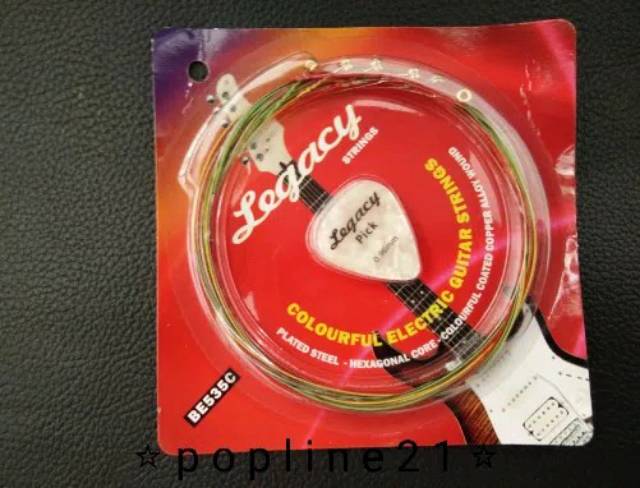 Legacy
STRINGS
Legacy
Pick
COLOURFUL ELECTRIC GUITAR STRINGS
PLATED STEEL - HEXAGONAL CORE - COLOURFUL COATED COPPER ALLOY WOUND
BE535C
☆popline21☆